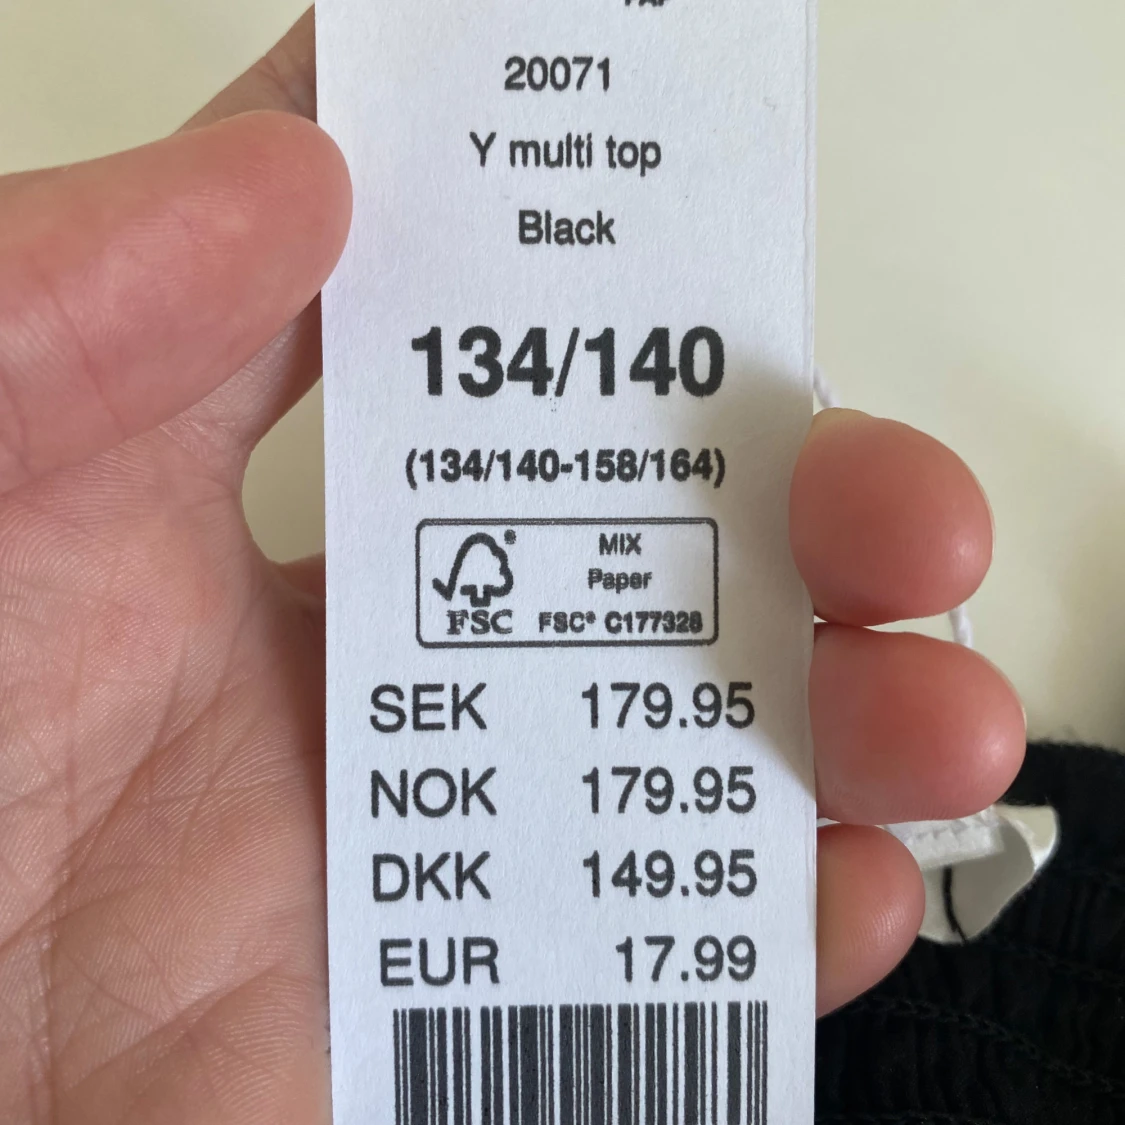 20071
Y multi top
Black
134/140
(134/140-158/164)
MIX
Paper
FSC® FSC® C177328
SEK 179.95
NOK 179.95
DKK 149.95
EUR 17.99